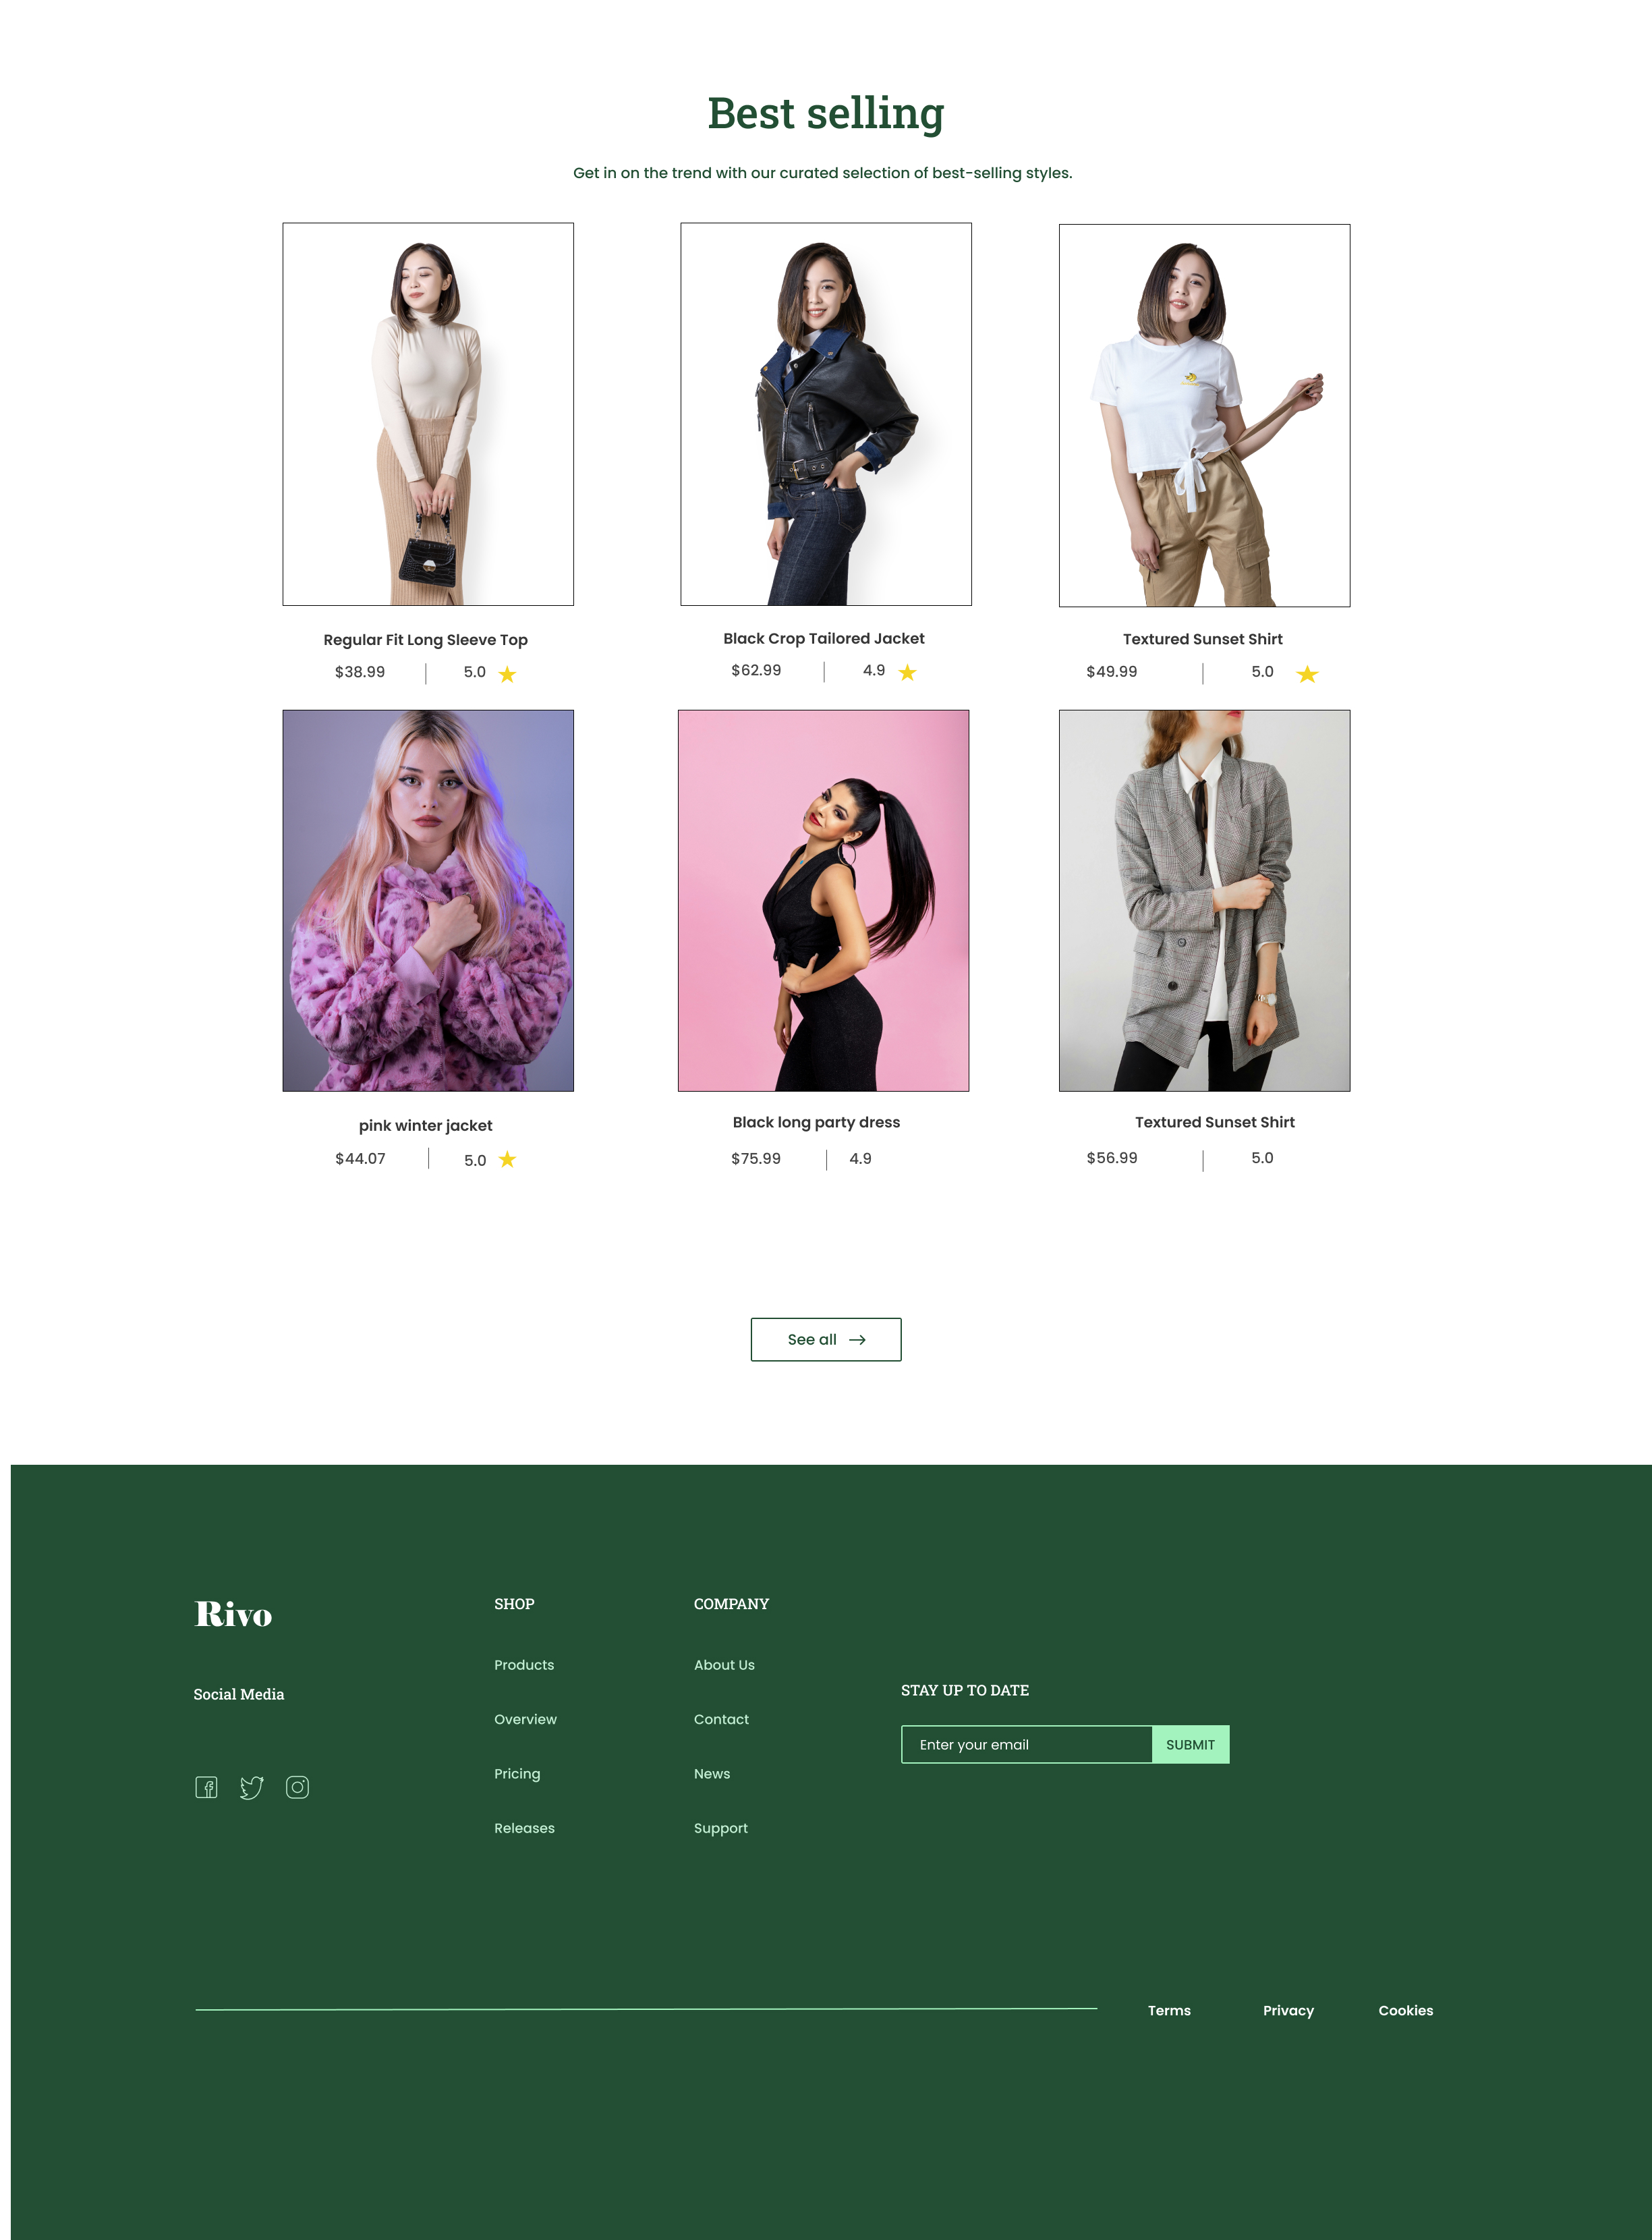 Best selling
Get in on the trend with our curated selection of best-selling styles.
Regular Fit Long Sleeve Top
$38.99 | 5.0
Black Crop Tailored Jacket
$62.99 | 4.9
Textured Sunset Shirt
$49.99 | 5.0
pink winter jacket
$44.07 | 5.0
Black long party dress
$75.99 | 4.9
Textured Sunset Shirt
$56.99 | 5.0
See all →
Rivo
Social Media
SHOP
Products
Overview
Pricing
Releases
COMPANY
About Us
Contact
News
Support
STAY UP TO DATE
Enter your email SUBMIT
Terms Privacy Cookies